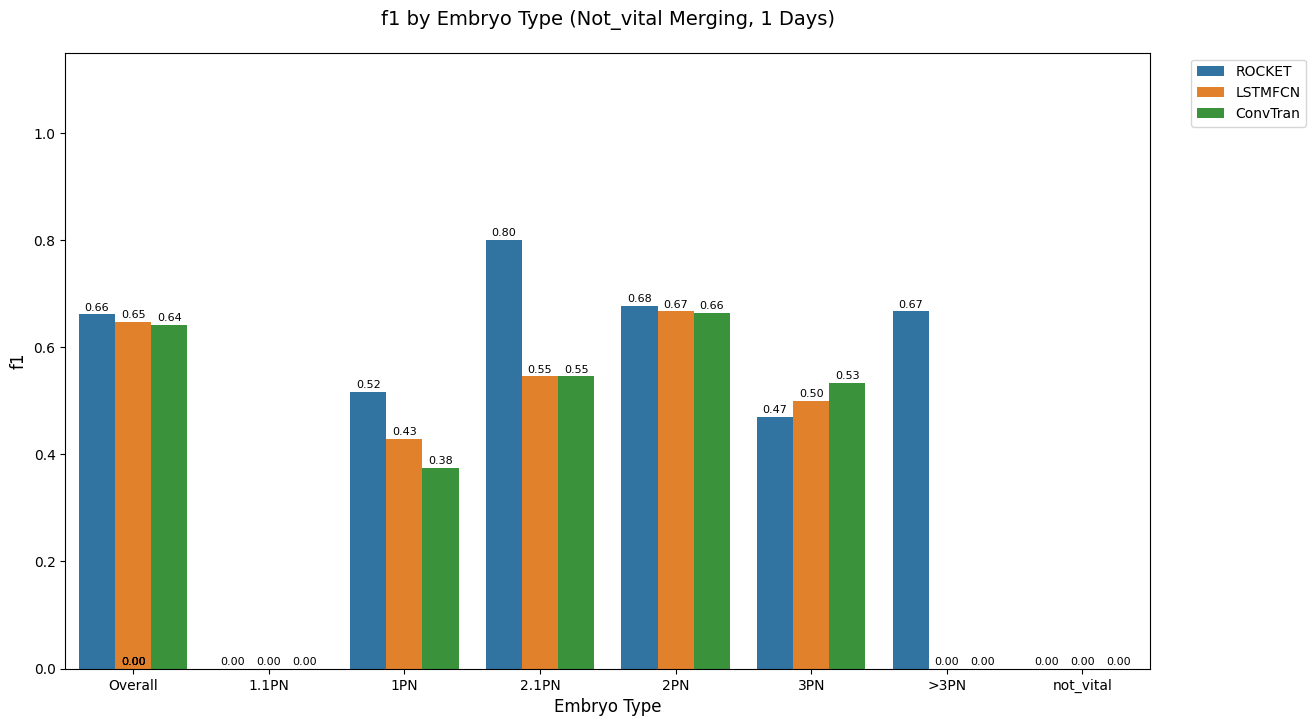 f1 by Embryo Type (Not_vital Merging, 1 Days)
ROCKET
LSTMFCN
ConvTran
f1
1.0
0.8
0.6
0.4
0.2
0.0
0.66 0.65 0.64
0.00
0.00 0.00 0.00
0.52 0.43 0.38
0.80 0.55 0.55
0.68 0.67 0.66
0.47 0.50 0.53
0.67 0.00 0.00
0.00 0.00 0.00
Overall 1.1PN 1PN 2.1PN 2PN 3PN >3PN not_vital
Embryo Type